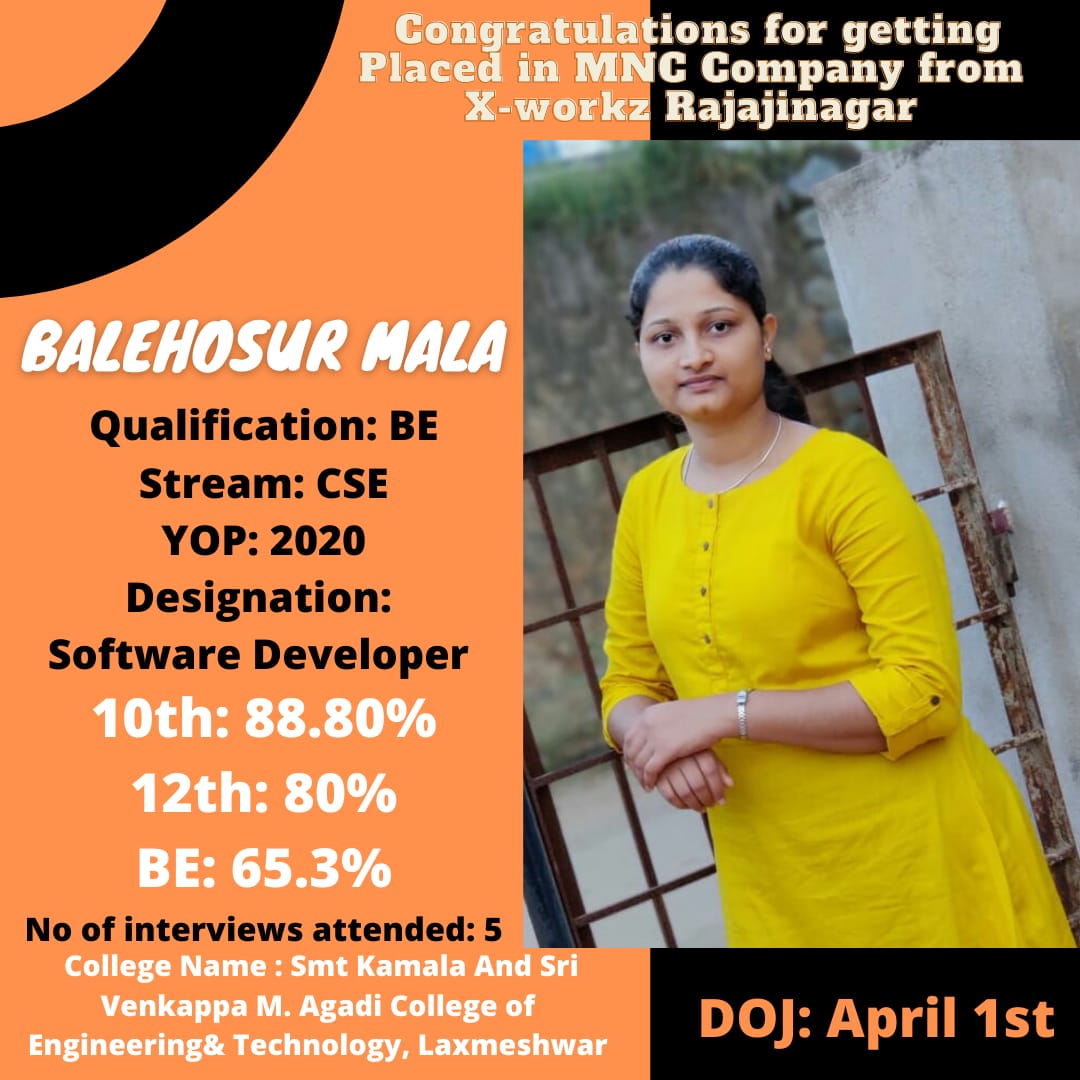 Congratulations for getting
Placed in MNC Company from
X-workz Rajajinagar
BALEHOSUR MALA
Qualification: BE
Stream: CSE
YOP: 2020
Designation:
Software Developer
10th: 88.80%
12th: 80%
BE: 65.3%
No of interviews attended: 5
College Name : Smt Kamala And Sri
Venkappa M. Agadi College of
Engineering& Technology, Laxmeshwar
DOJ: April 1st